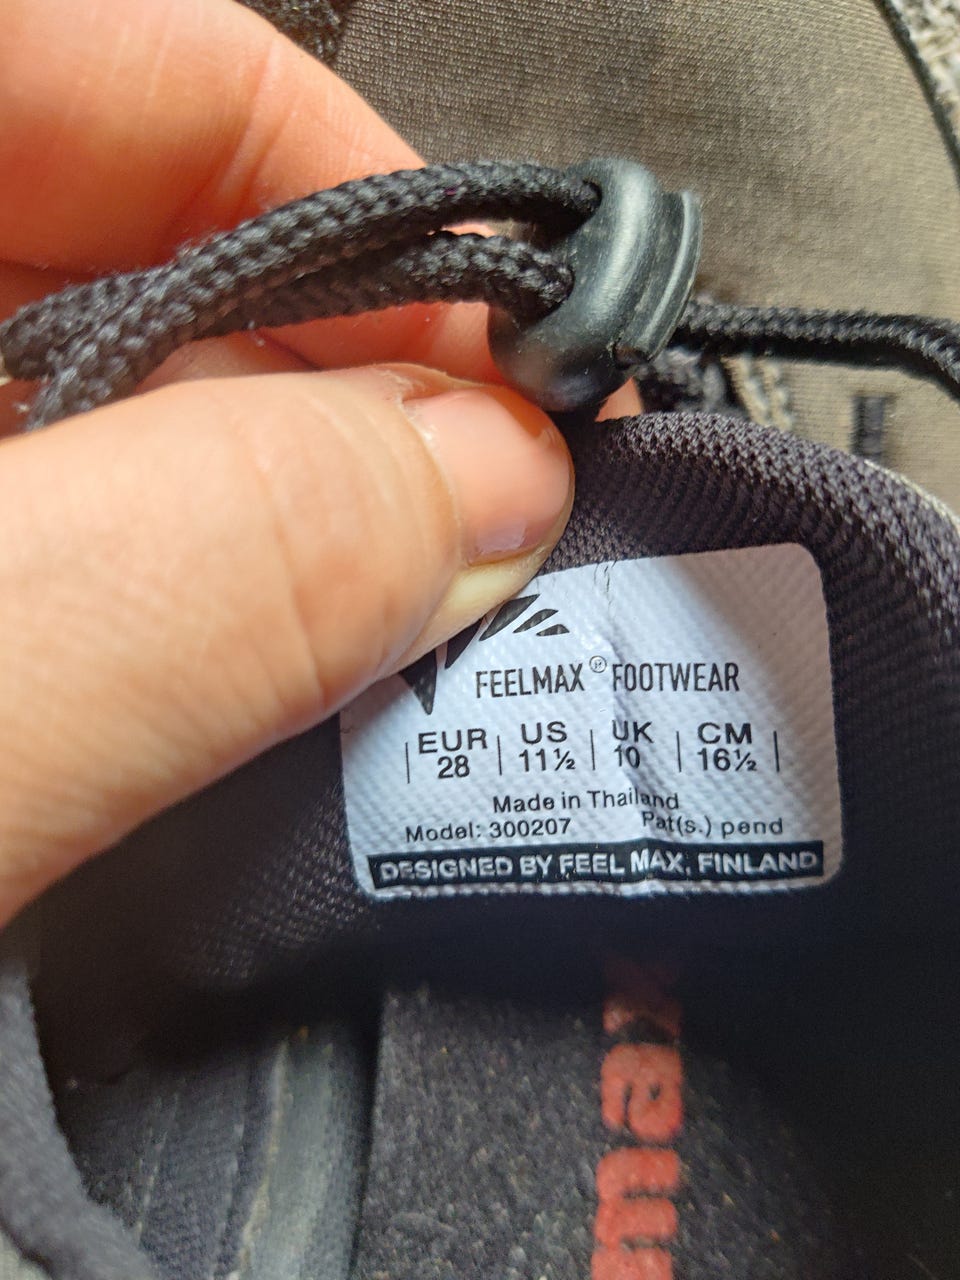 FEELMAX® FOOTWEAR
EUR | US | UK | CM
28 | 11½ | 10 | 16½
Made in Thailand
Model: 300207 Pat(s.) pend
DESIGNED BY FEEL MAX, FINLAND